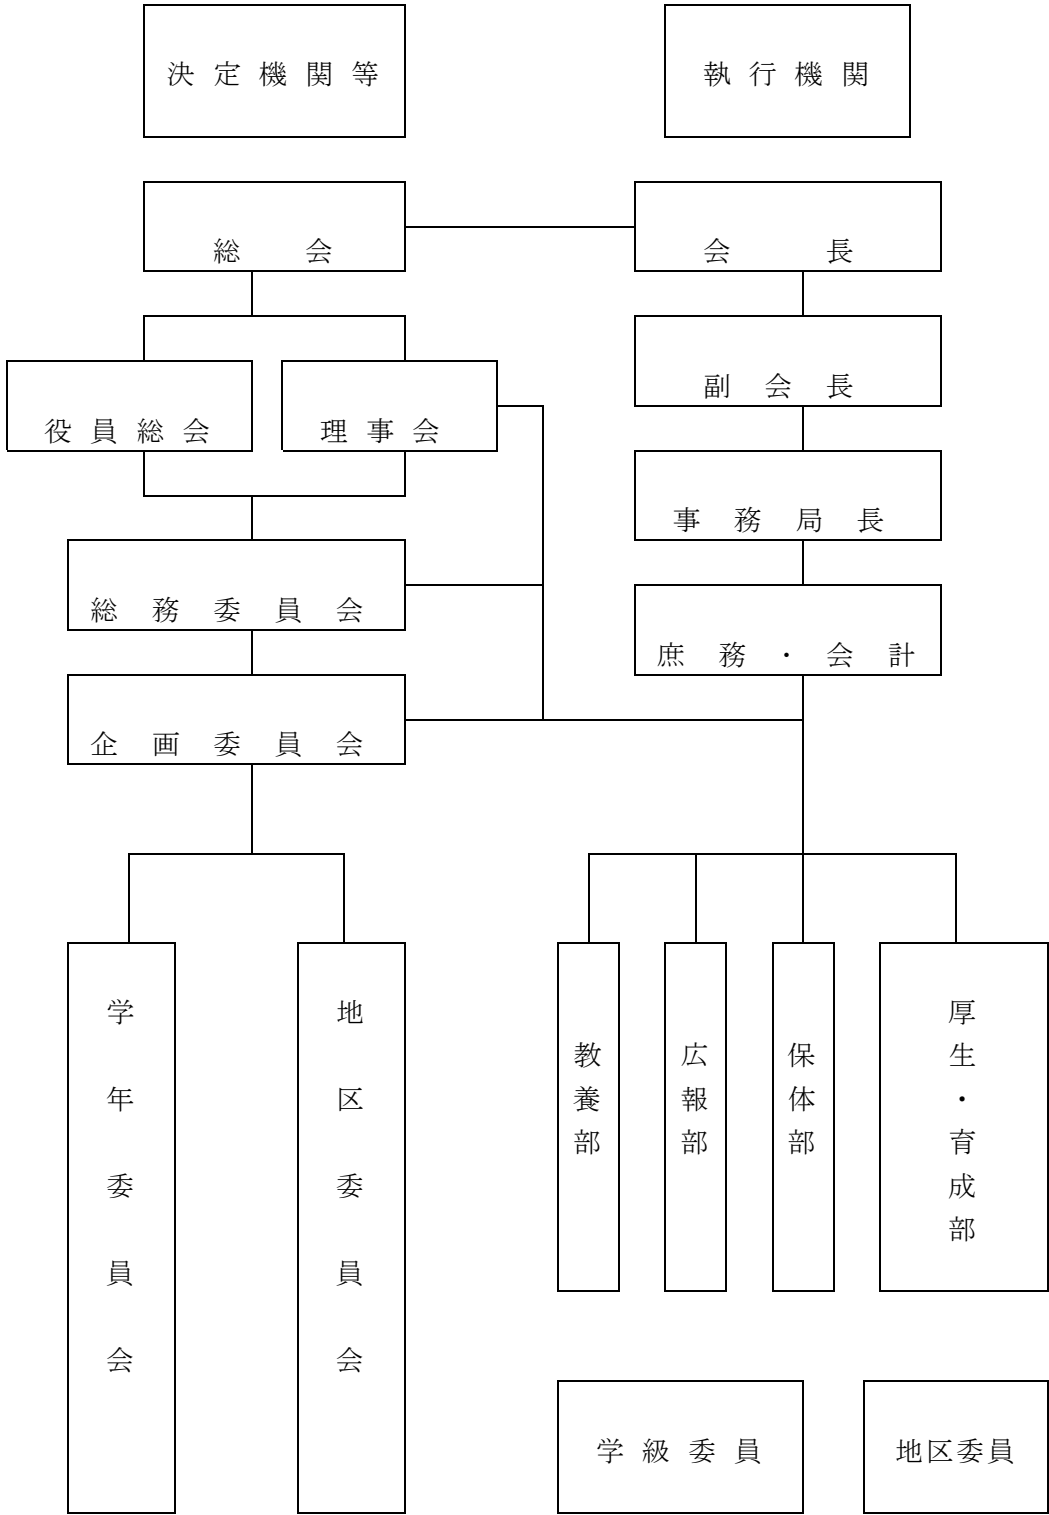 決定機関等
執行機関
総会
会長
役員総会
理事会
副会長
事務局長
総務委員会
庶務・会計
企画委員会
学年委員会
地区委員会
教養部
広報部
保体部
厚生・育成部
学級委員
地区委員